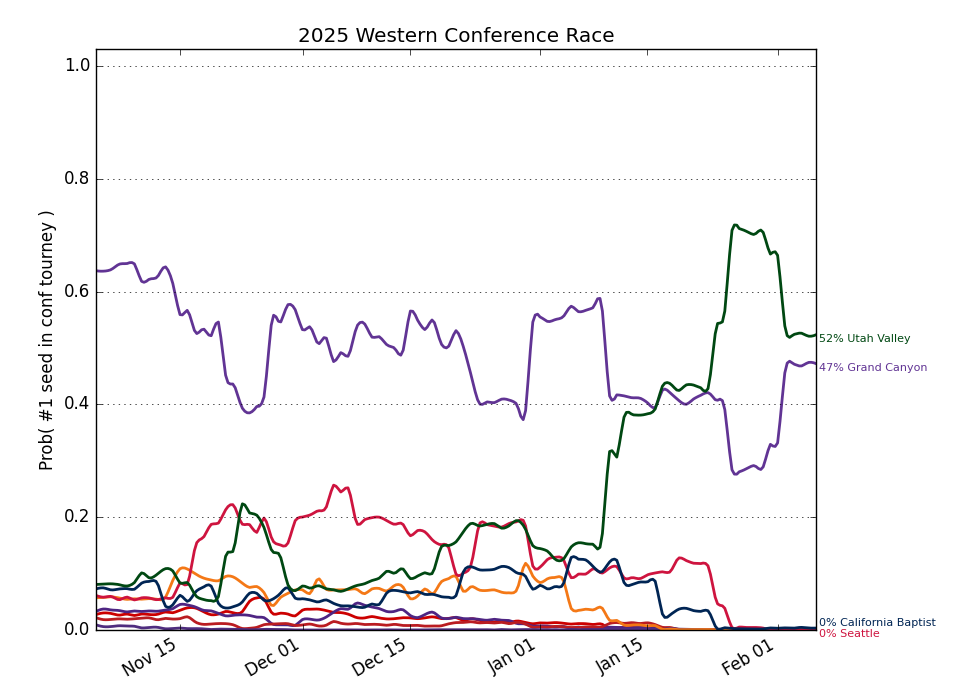 2025 Western Conference Race
Prob( #1 seed in conf tourney )
1.0
0.8
0.6
0.4
0.2
0.0
52% Utah Valley
47% Grand Canyon
0% California Baptist
0% Seattle
Nov 15
Dec 01
Dec 15
Jan 01
Jan 15
Feb 01